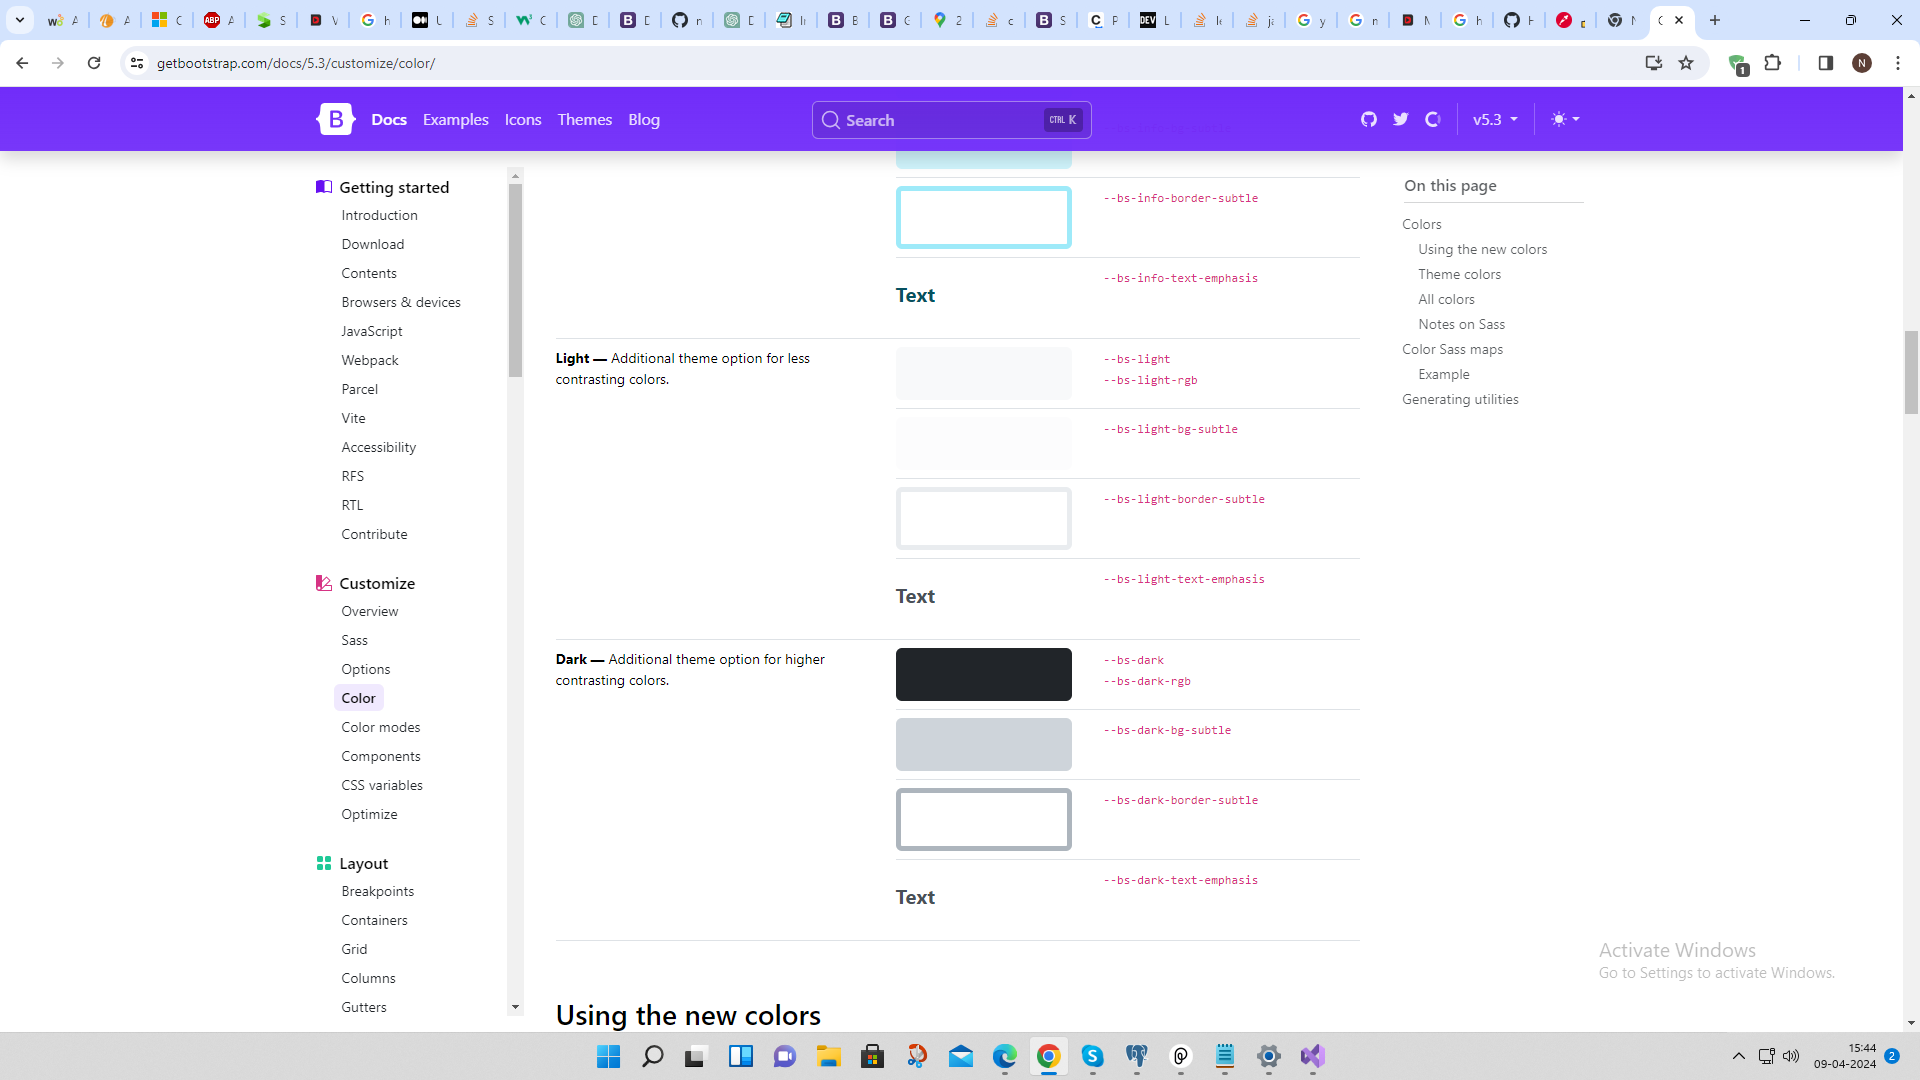 getbootstrap.com/docs/5.3/customize/color/
1
N
B
Docs
Examples
Icons
Themes
Blog
Search
CTRL K
v5.3
Getting started
Introduction
Download
Contents
Browsers & devices
JavaScript
Webpack
Parcel
Vite
Accessibility
RFS
RTL
Contribute
Customize
Overview
Sass
Options
Color
Color modes
Components
CSS variables
Optimize
Layout
Breakpoints
Containers
Grid
Columns
Gutters
--bs-info-border-subtle
Text
--bs-info-text-emphasis
Light — Additional theme option for less
contrasting colors.
--bs-light
--bs-light-rgb
--bs-light-bg-subtle
--bs-light-border-subtle
Text
--bs-light-text-emphasis
Dark — Additional theme option for higher
contrasting colors.
--bs-dark
--bs-dark-rgb
--bs-dark-bg-subtle
--bs-dark-border-subtle
Text
--bs-dark-text-emphasis
Using the new colors
On this page
Colors
Using the new colors
Theme colors
All colors
Notes on Sass
Color Sass maps
Example
Generating utilities
Activate Windows
Go to Settings to activate Windows.
15:44
09-04-2024
2